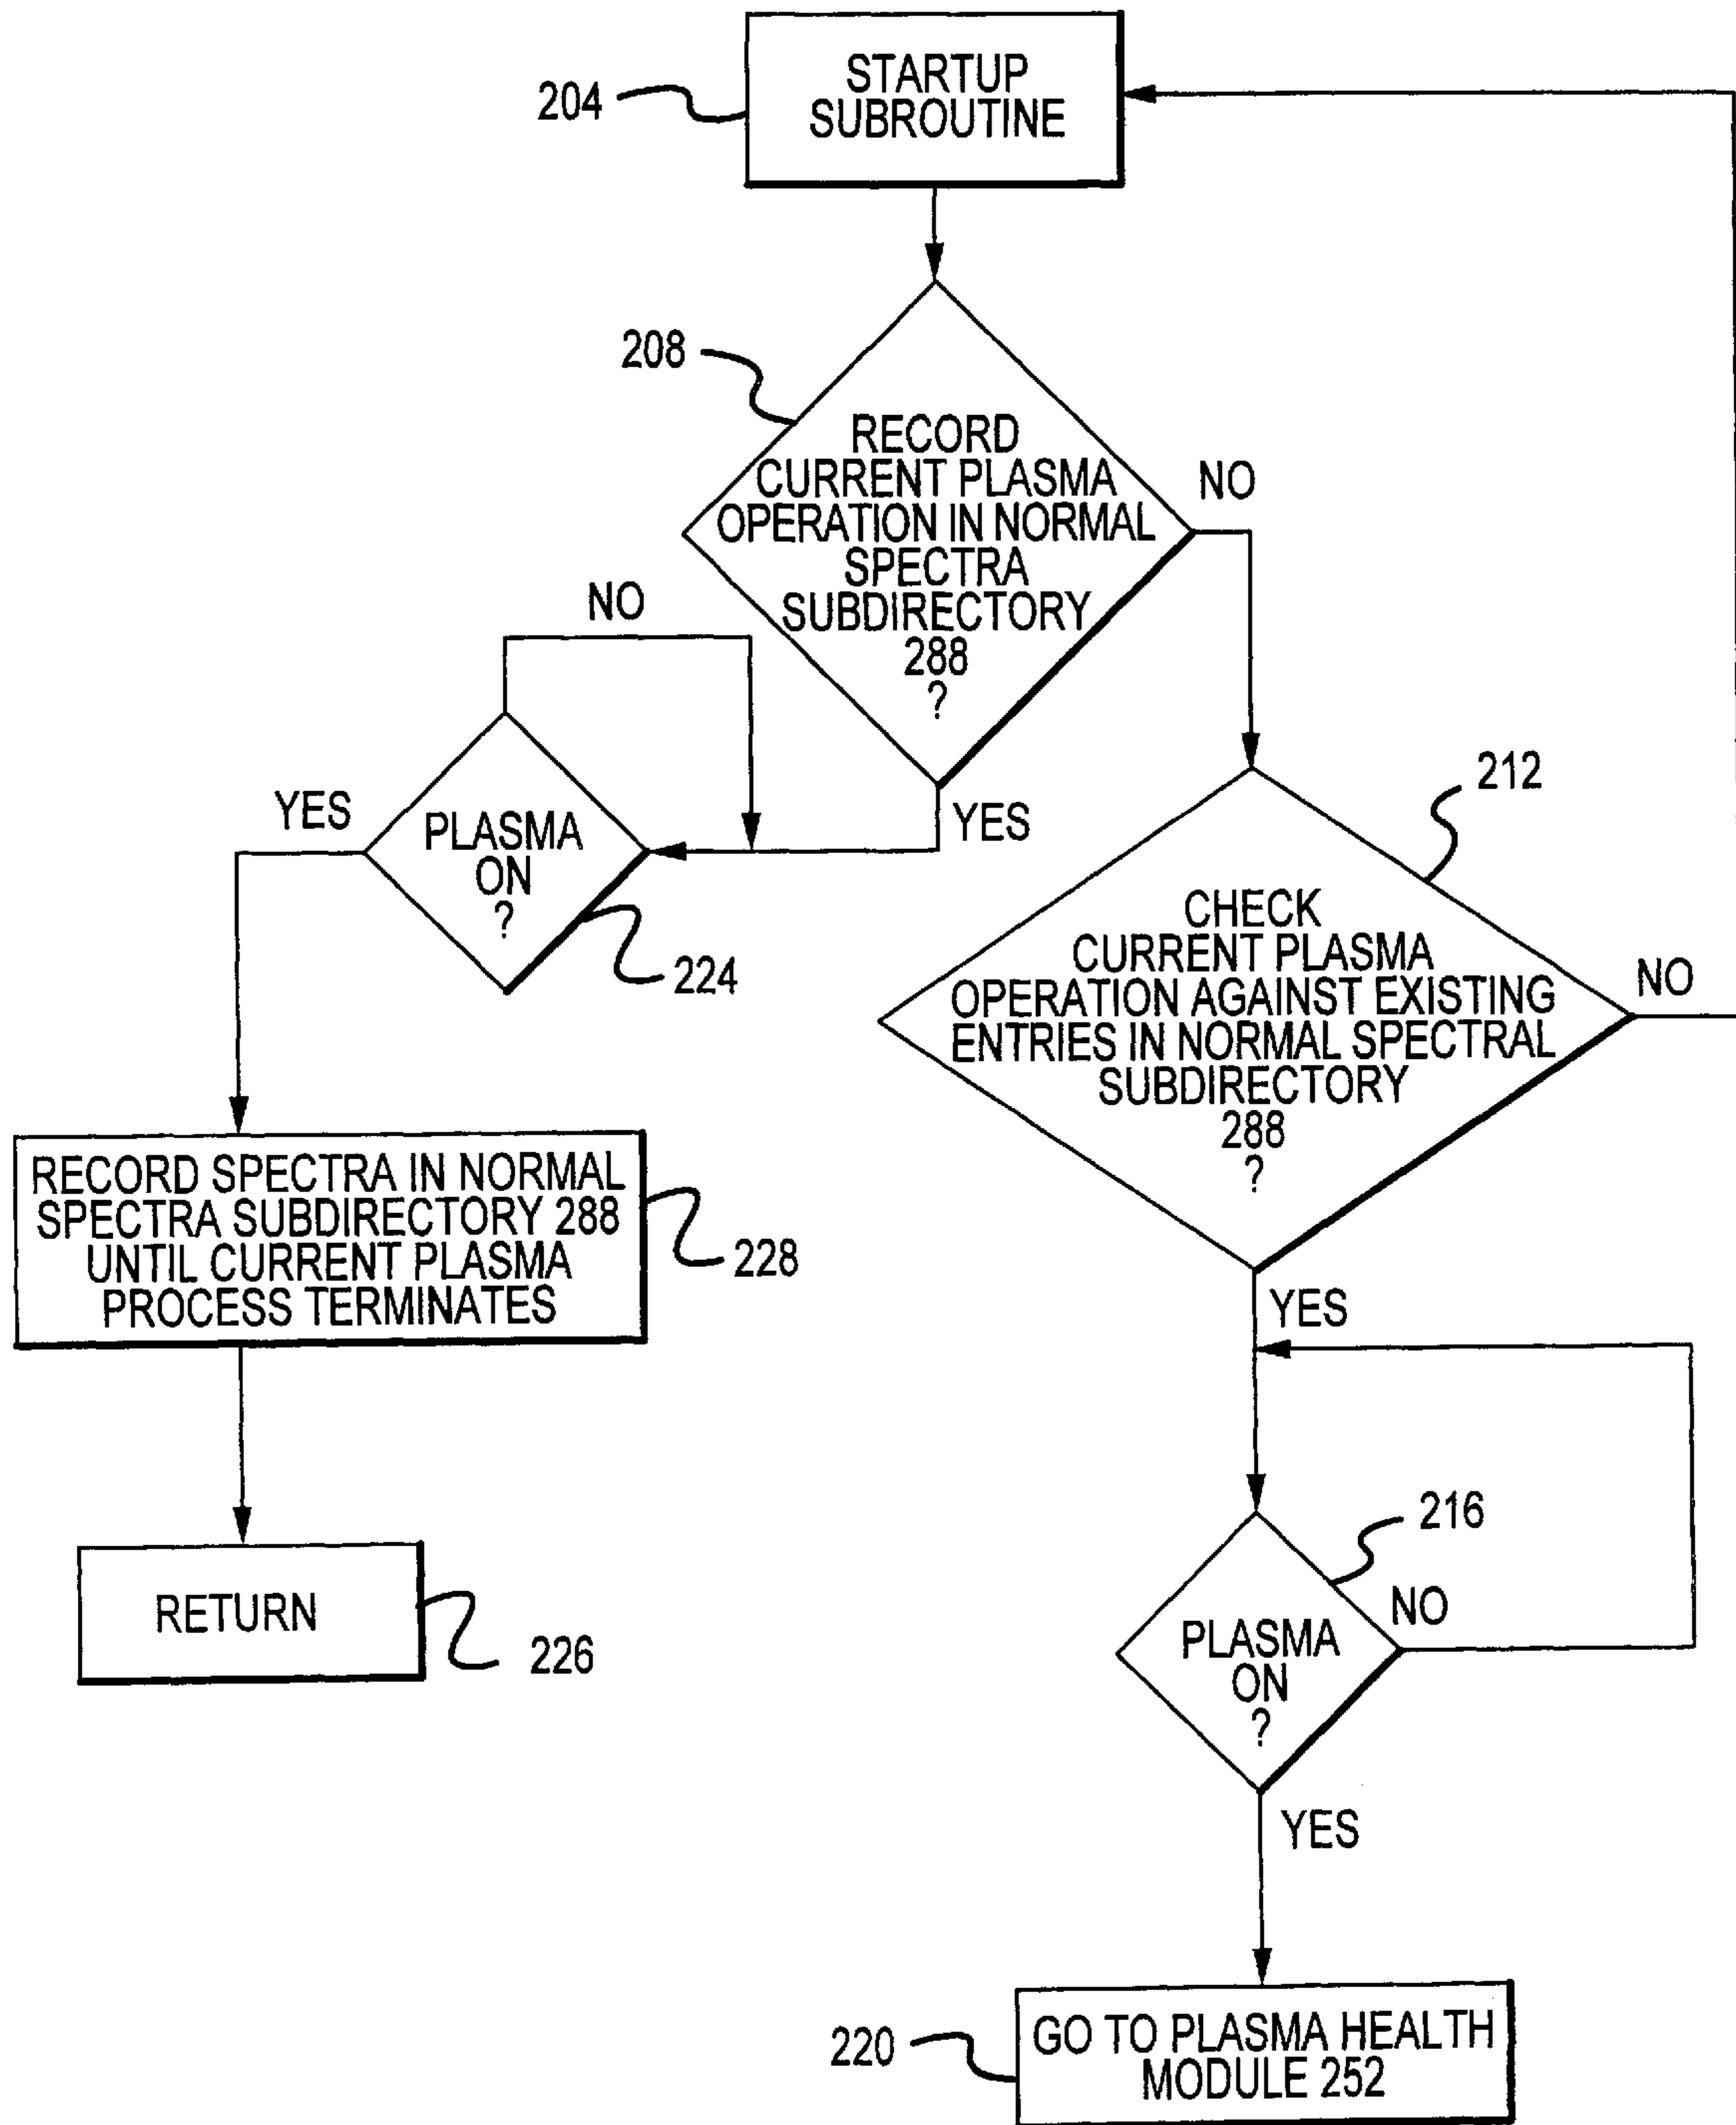 STARTUP
SUBROUTINE
204
208
RECORD
CURRENT PLASMA
OPERATION IN NORMAL
SPECTRA
SUBDIRECTORY
288
?
NO
NO
YES
YES
PLASMA
ON
?
224
212
CHECK
CURRENT PLASMA
OPERATION AGAINST EXISTING
ENTRIES IN NORMAL SPECTRAL
SUBDIRECTORY
288
?
NO
YES
RECORD SPECTRA IN NORMAL
SPECTRA SUBDIRECTORY 288
UNTIL CURRENT PLASMA
PROCESS TERMINATES
228
RETURN
226
216
PLASMA
ON
?
NO
YES
220
GO TO PLASMA HEALTH
MODULE 252